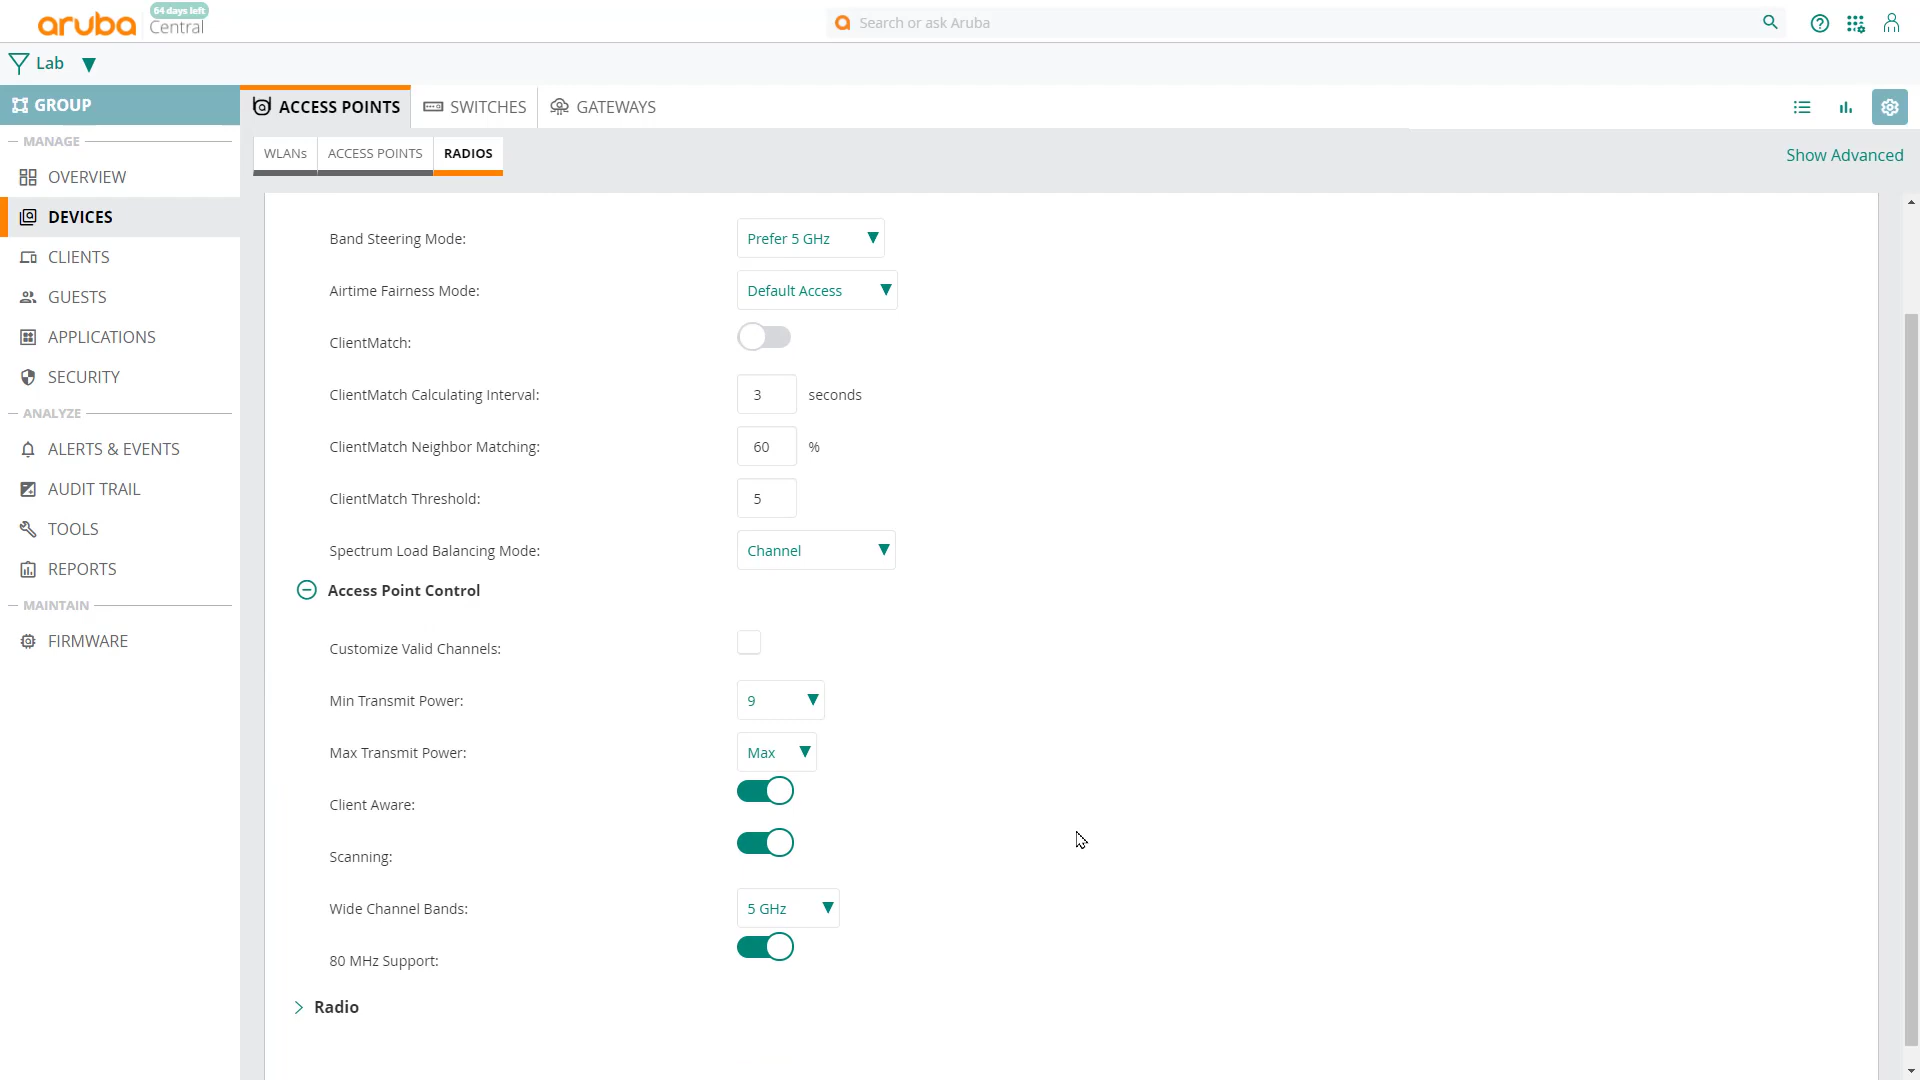 aruba
64 days left
Central
Search or ask Aruba
Lab
GROUP
ACCESS POINTS
SWITCHES
GATEWAYS
MANAGE
WLANs
ACCESS POINTS
RADIOS
Show Advanced
OVERVIEW
DEVICES
CLIENTS
GUESTS
APPLICATIONS
SECURITY
ANALYZE
ALERTS & EVENTS
AUDIT TRAIL
TOOLS
REPORTS
MAINTAIN
FIRMWARE
Band Steering Mode: Prefer 5 GHz
Airtime Fairness Mode: Default Access
ClientMatch:
ClientMatch Calculating Interval: 3 seconds
ClientMatch Neighbor Matching: 60 %
ClientMatch Threshold: 5
Spectrum Load Balancing Mode: Channel
Access Point Control
Customize Valid Channels:
Min Transmit Power: 9
Max Transmit Power: Max
Client Aware:
Scanning:
Wide Channel Bands: 5 GHz
80 MHz Support:
Radio